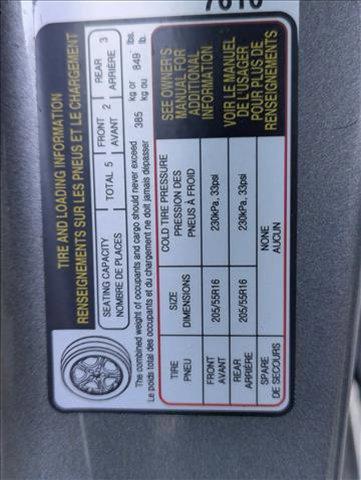 TIRE AND LOADING INFORMATION
RENSEIGNEMENTS SUR LES PNEUS ET LE CHARGEMENT
SEATING CAPACITY
NOMBRE DE PLACES
TOTAL 5
FRONT
AVANT 2
REAR
ARRIÈRE 3
The combined weight of occupants and cargo should never exceed
Le poids total des occupants et du chargement ne doit jamais dépasser
385 kg or 849 lbs.
kg ou lb.
TIRE
PNEU
SIZE
DIMENSIONS
COLD TIRE PRESSURE
PRESSION DES
PNEUS À FROID
FRONT
AVANT
205/55R16
230kPa, 33psi
REAR
ARRIÈRE
205/55R16
230kPa, 33psi
SPARE
DE SECOURS
NONE
AUCUN
SEE OWNER'S
MANUAL FOR
ADDITIONAL
INFORMATION
VOIR LE MANUEL
DE L'USAGER
POUR PLUS DE
RENSEIGNEMENTS